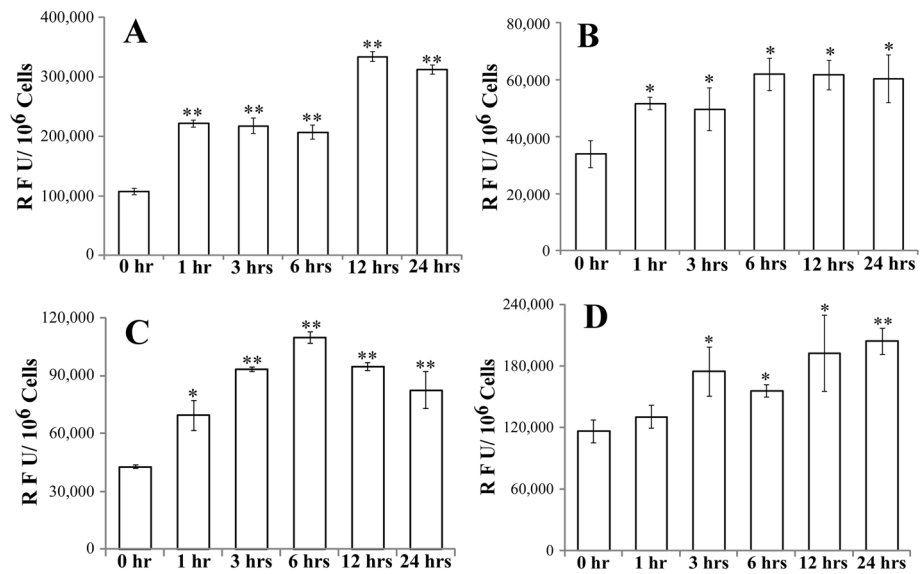 A
R F U/ 10⁶ Cells
400,000
300,000
200,000
100,000
0
** ** ** ** **
0 hr 1 hr 3 hrs 6 hrs 12 hrs 24 hrs
B
R F U/ 10⁶ Cells
80,000
60,000
40,000
20,000
0
* * * * *
0 hr 1 hr 3 hrs 6 hrs 12 hrs 24 hrs
C
R F U/ 10⁶ Cells
120,000
90,000
60,000
30,000
0
* ** ** ** **
0 hr 1 hr 3 hrs 6 hrs 12 hrs 24 hrs
D
R F U/ 10⁶ Cells
240,000
180,000
120,000
60,000
0
* * * **
0 hr 1 hr 3 hrs 6 hrs 12 hrs 24 hrs